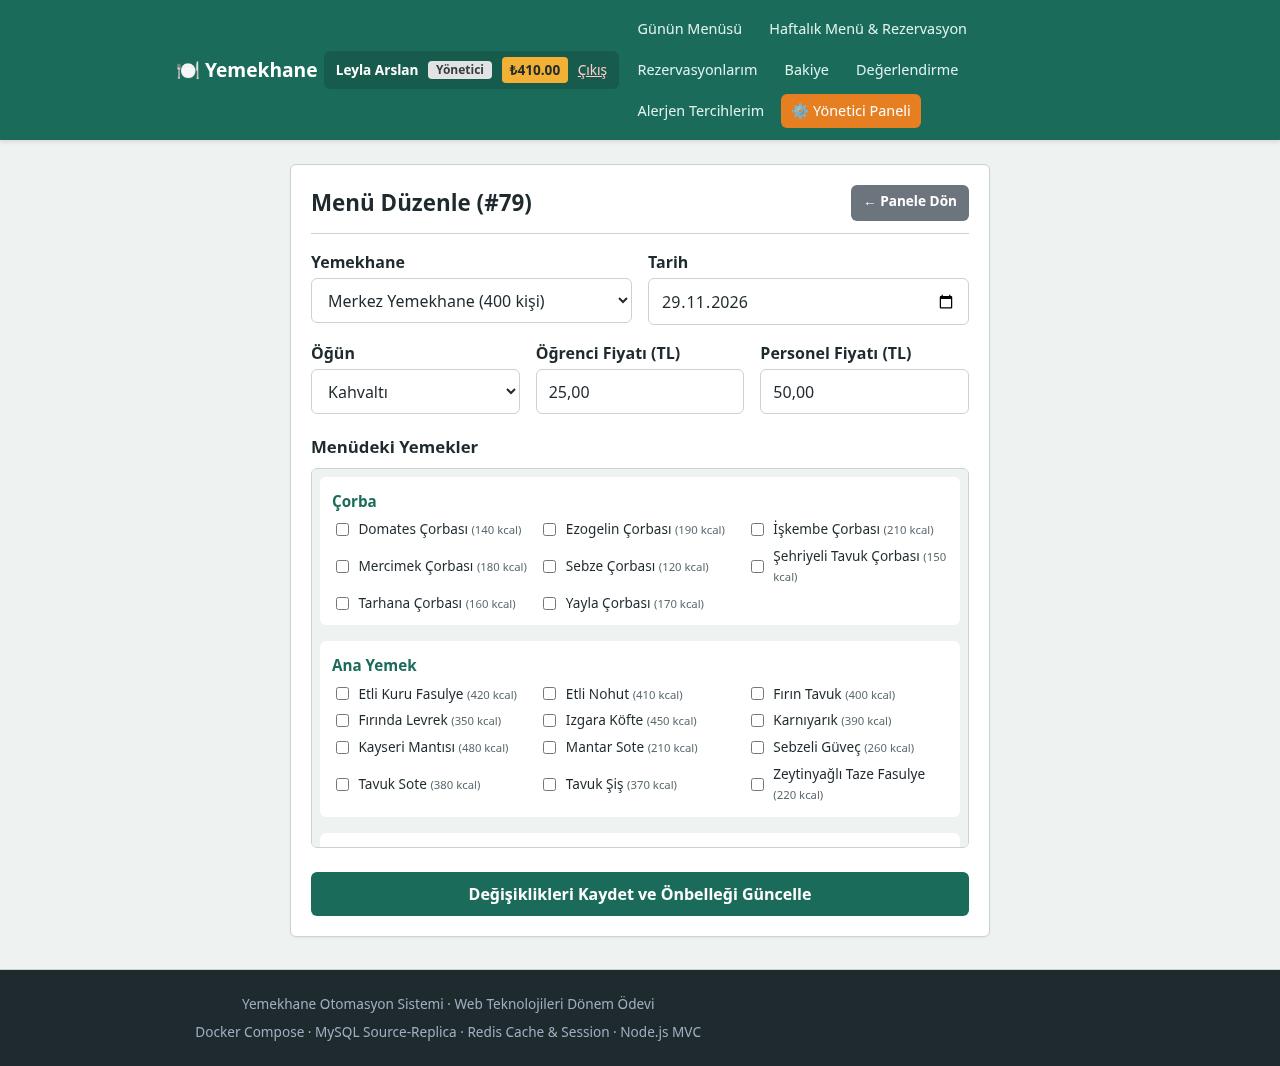 🍽️ Yemekhane
Leyla Arslan Yönetici ₺410.00 Çıkış
Günün Menüsü Haftalık Menü & Rezervasyon
Rezervasyonlarım Bakiye Değerlendirme
Alerjen Tercihlerim ⚙️ Yönetici Paneli
Menü Düzenle (#79)
← Panele Dön
Yemekhane Tarih
Merkez Yemekhane (400 kişi) 29.11.2026
Öğün Öğrenci Fiyatı (TL) Personel Fiyatı (TL)
Kahvaltı 25,00 50,00
Menüdeki Yemekler
Çorba
Domates Çorbası (140 kcal) Ezogelin Çorbası (190 kcal) İşkembe Çorbası (210 kcal)
Mercimek Çorbası (180 kcal) Sebze Çorbası (120 kcal) Şehriyeli Tavuk Çorbası (150
kcal)
Tarhana Çorbası (160 kcal) Yayla Çorbası (170 kcal)
Ana Yemek
Etli Kuru Fasulye (420 kcal) Etli Nohut (410 kcal) Fırın Tavuk (400 kcal)
Fırında Levrek (350 kcal) Izgara Köfte (450 kcal) Karnıyarık (390 kcal)
Kayseri Mantısı (480 kcal) Mantar Sote (210 kcal) Sebzeli Güveç (260 kcal)
Tavuk Sote (380 kcal) Tavuk Şiş (370 kcal) Zeytinyağlı Taze Fasulye
(220 kcal)
Değişiklikleri Kaydet ve Önbelleği Güncelle
Yemekhane Otomasyon Sistemi · Web Teknolojileri Dönem Ödevi
Docker Compose · MySQL Source-Replica · Redis Cache & Session · Node.js MVC